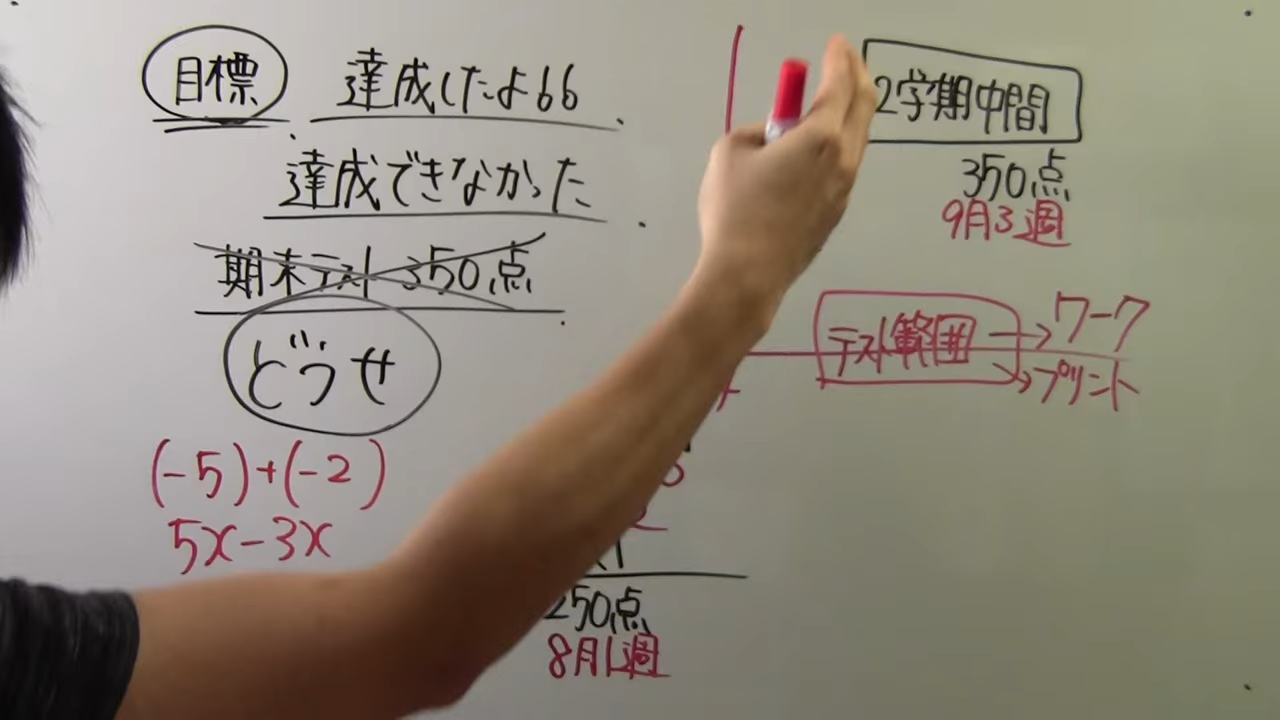 目標
達成したよ66
達成できなかった
期末テスト 350点
どうせ
(-5)+(-2)
5x-3x
2学期中間
350点
9月3週
テスト範囲→ワーク
→プリント
250点
8月1週